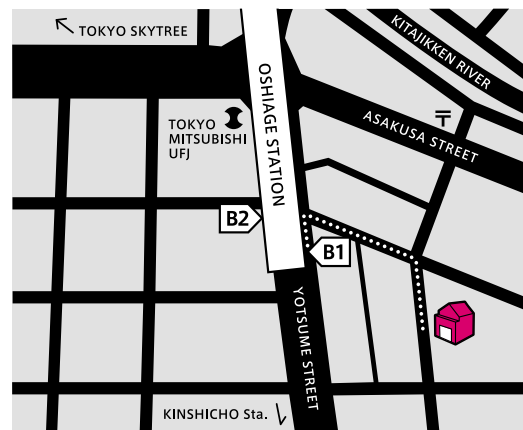 TOKYO SKYTREE
KITAJIKKEN RIVER
OSHIAGE STATION
ASAKUSA STREET
〒
TOKYO
MITSUBISHI
UFJ
B2
B1
YOTSUME STREET
KINSHICHO Sta.